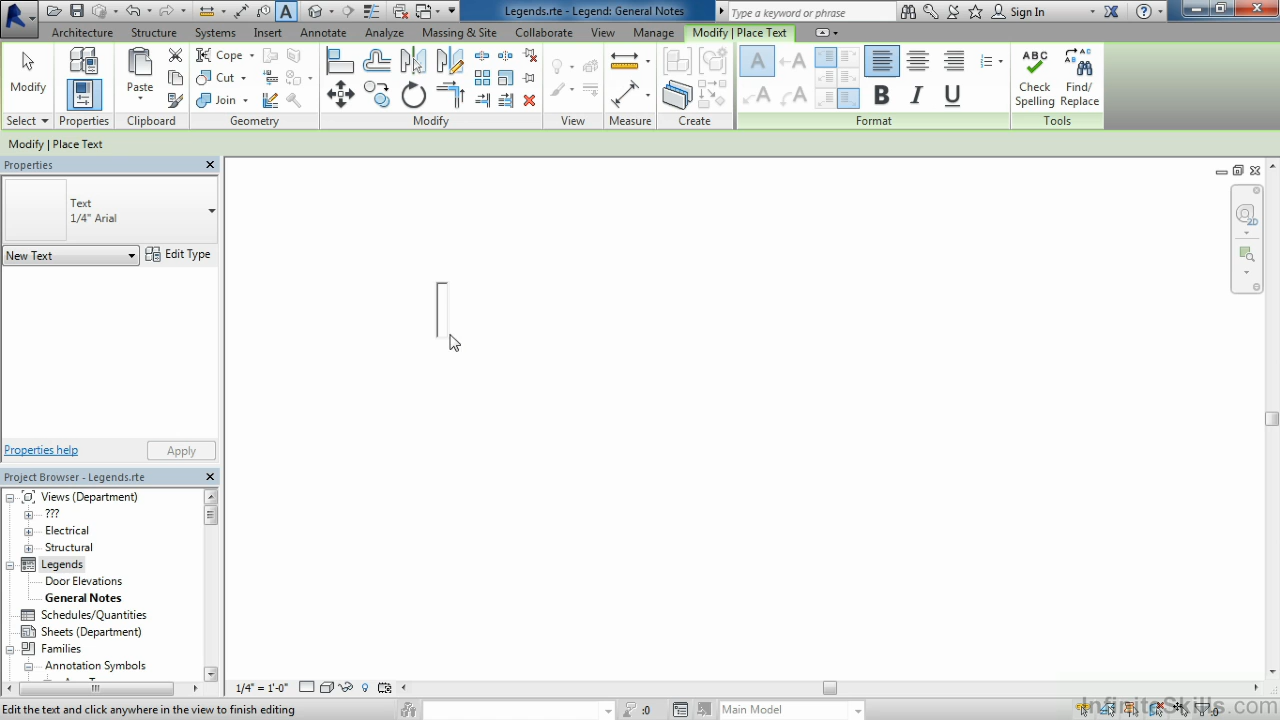 Legends.rte - Legend: General Notes
Type a keyword or phrase
Sign In
Architecture Structure Systems Insert Annotate Analyze Massing & Site Collaborate View Manage Modify | Place Text
Modify
Paste
Cope
Cut
Join
ABC
Check Spelling
Find/ Replace
Select Properties Clipboard Geometry Modify View Measure Create Format Tools
Modify | Place Text
Properties
Text
1/4" Arial
New Text
Edit Type
Properties help
Apply
Project Browser - Legends.rte
Views (Department)
???
Electrical
Structural
Legends
Door Elevations
General Notes
Schedules/Quantities
Sheets (Department)
Families
Annotation Symbols
2D
1/4" = 1'-0"
Edit the text and click anywhere in the view to finish editing
:0
Main Model
InfiniteSkills.com